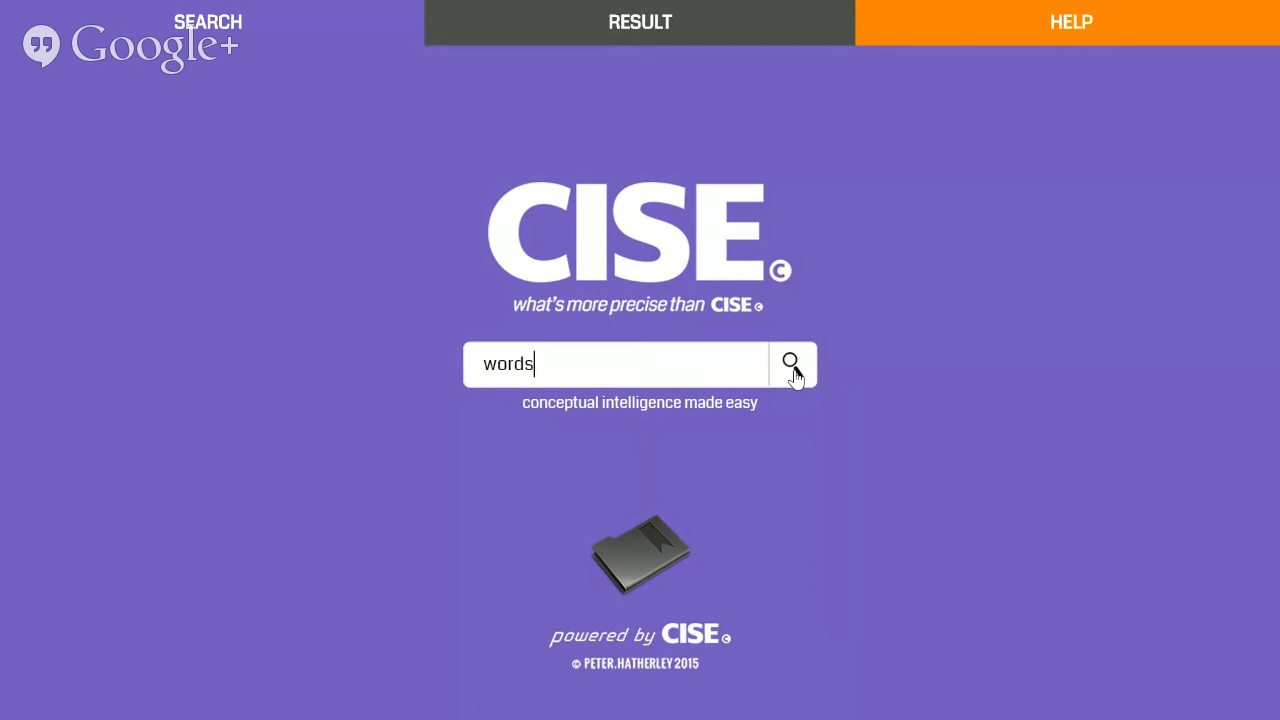 SEARCH
RESULT
HELP
Google+
CISE.©
what's more precise than CISE.©
words
conceptual intelligence made easy
powered by CISE.©
© PETER.HATHERLEY 2015